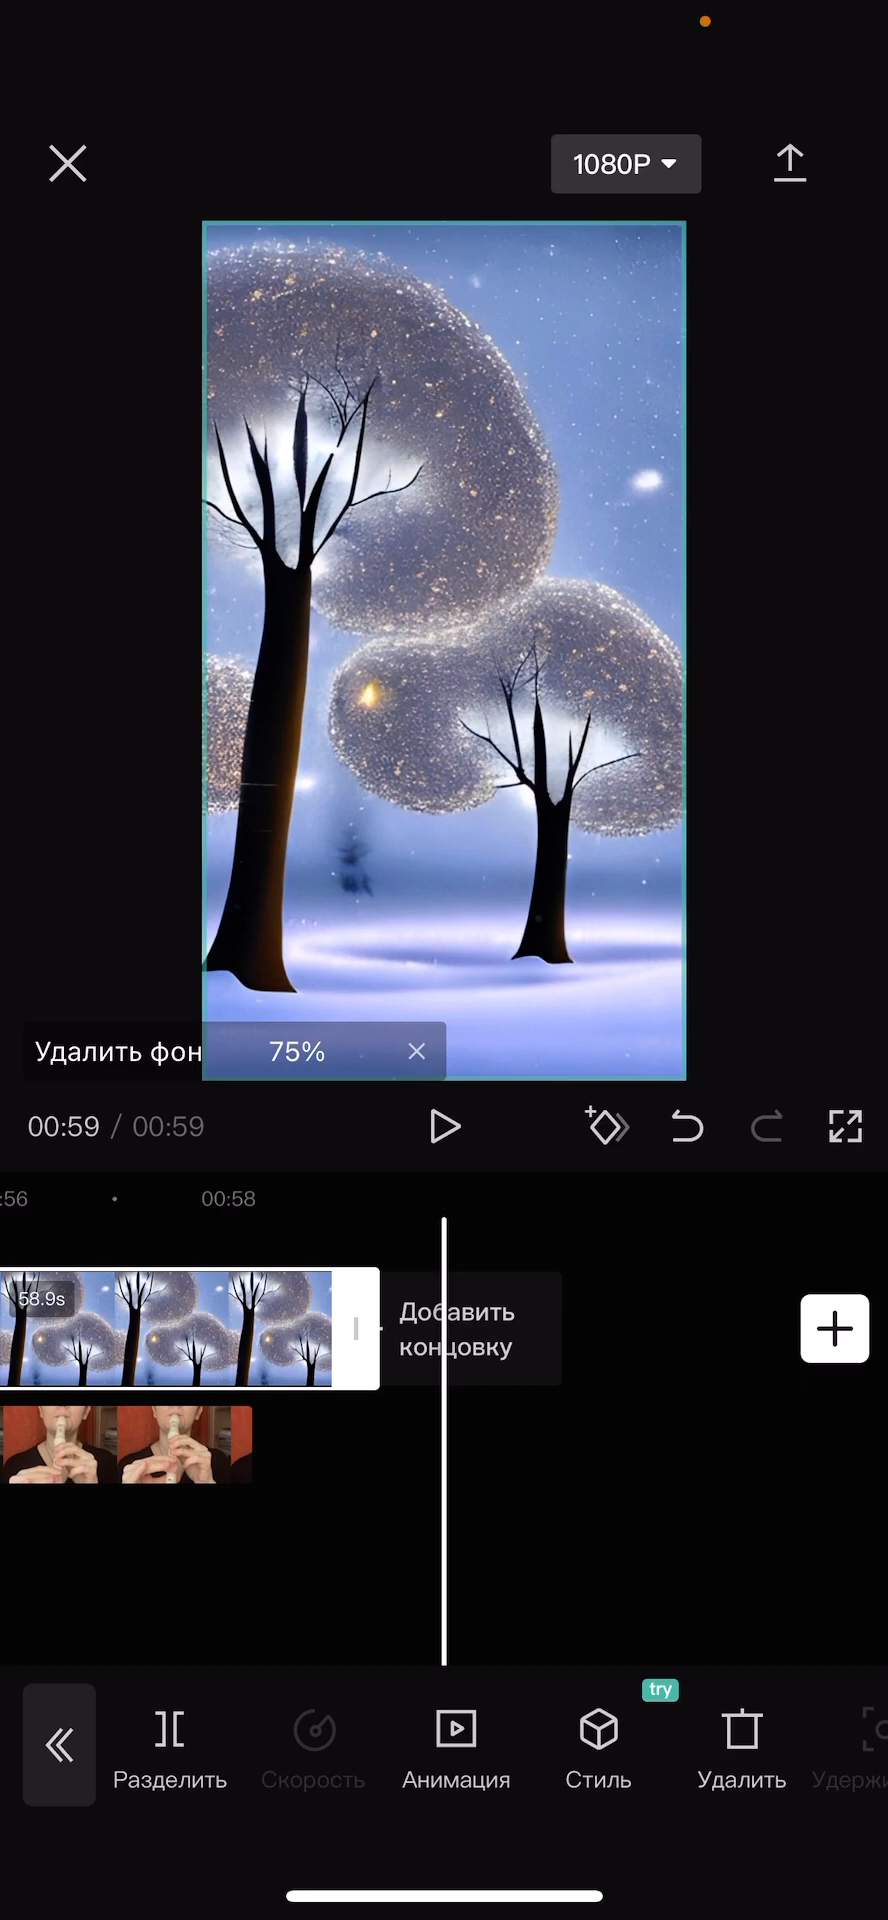 1080P
Удалить фон 75%
00:59 / 00:59
:56 00:58
58.9s
Добавить
концовку
try
Разделить Скорость Анимация Стиль Удалить Удержи